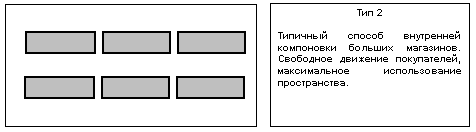 Тип 2
Типичный способ внутренней
компоновки больших магазинов.
Свободное движение покупателей,
максимальное использование
пространства.